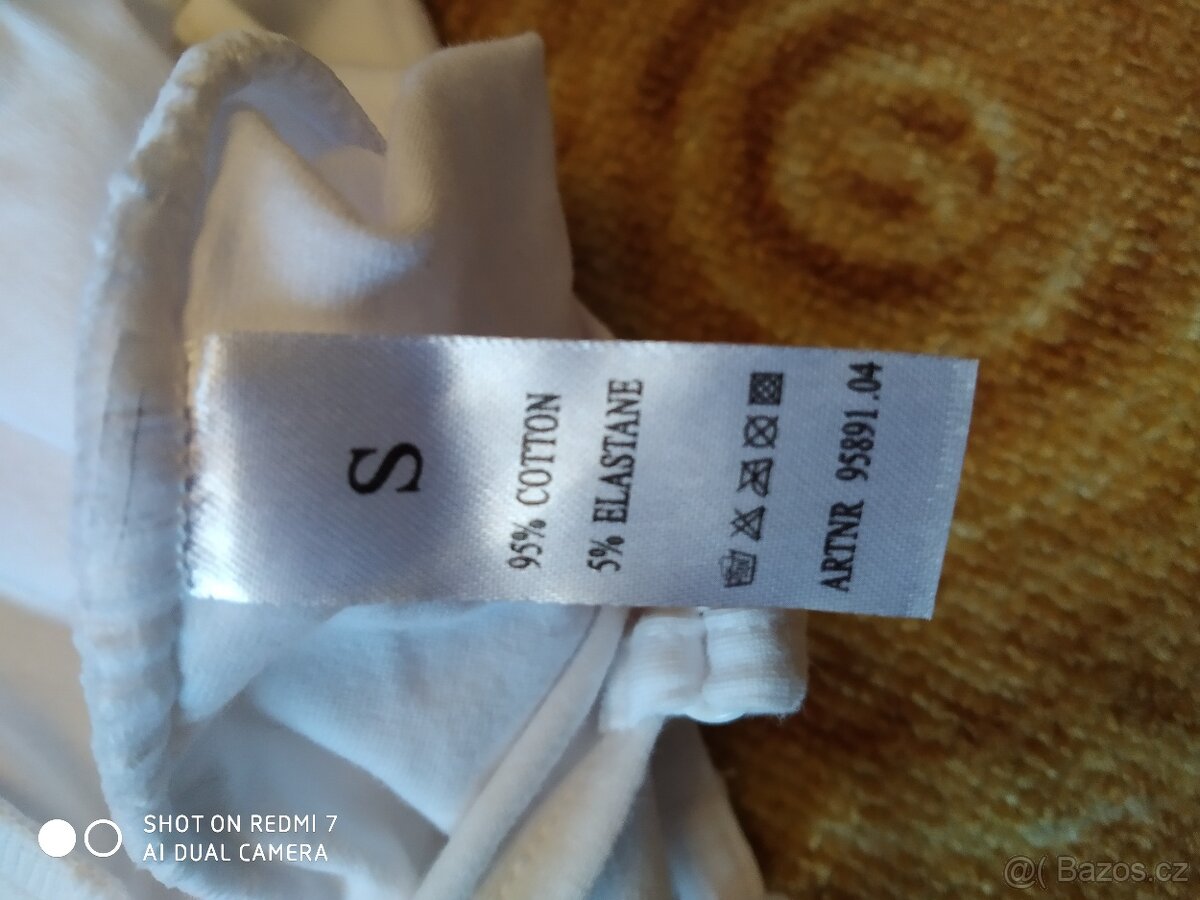 S
95% COTTON
5% ELASTANE
ARTNR 95891.04
SHOT ON REDMI 7
AI DUAL CAMERA
@( Bazos.cz